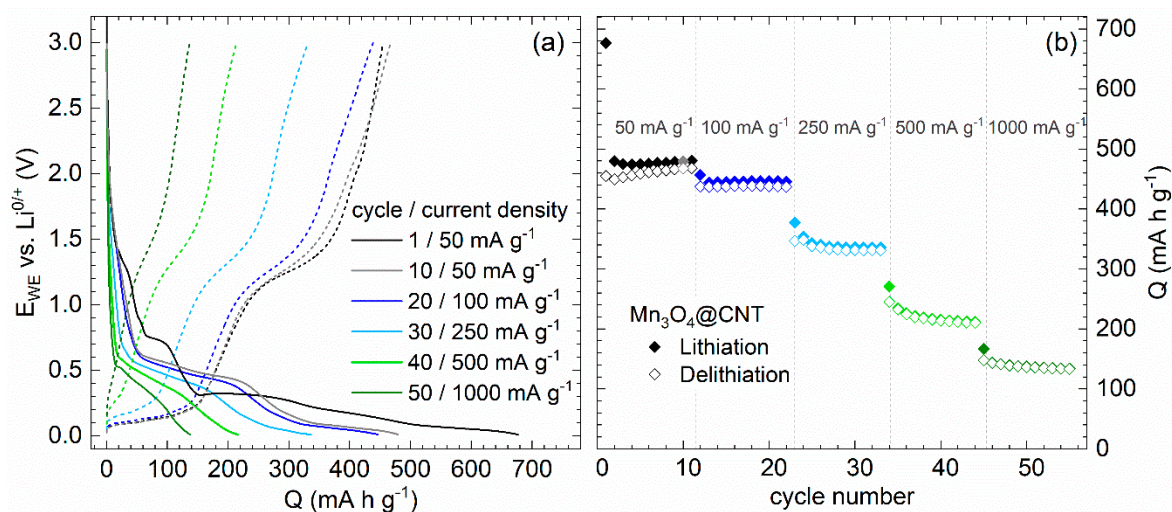 (a)
3.0
2.5
2.0
1.5
1.0
0.5
0.0
E_WE vs. Li^0/+ (V)
cycle / current density
1 / 50 mA g⁻¹
10 / 50 mA g⁻¹
20 / 100 mA g⁻¹
30 / 250 mA g⁻¹
40 / 500 mA g⁻¹
50 / 1000 mA g⁻¹
0 100 200 300 400 500 600 700
Q (mA h g⁻¹)
(b)
50 mA g⁻¹ 100 mA g⁻¹ 250 mA g⁻¹ 500 mA g⁻¹ 1000 mA g⁻¹
Mn₃O₄@CNT
Lithiation
Delithiation
700
600
500
400
300
200
100
0
Q (mA h g⁻¹)
0 10 20 30 40 50
cycle number